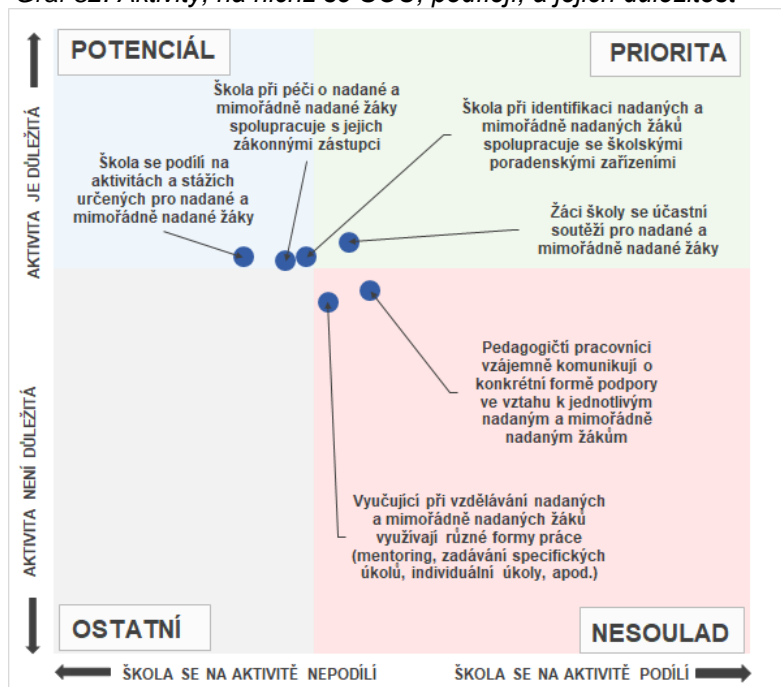 POTENCIÁL
PRIORITA
Škola při péči o nadané a
mimořádně nadané žáky
spolupracuje s jejich
zákonnými zástupci
Škola při identifikaci nadaných a
mimořádně nadaných žáků
spolupracuje se školskými
poradenskými zařízeními
Škola se podílí na
aktivitách a stážích
určených pro nadané a
mimořádně nadané žáky
Žáci školy se účastní
soutěží pro nadané a
mimořádně nadané žáky
AKTIVITA JE DŮLEŽITÁ
AKTIVITA NENÍ DŮLEŽITÁ
Pedagogičtí pracovníci
vzájemně komunikují o
konkrétní formě podpory
ve vztahu k jednotlivým
nadaným a mimořádně
nadaným žákům
Vyučující při vzdělávání nadaných
a mimořádně nadaných žáků
využívají různé formy práce
(mentoring, zadávání specifických
úkolů, individuální úkoly, apod.)
OSTATNÍ
NESOULAD
ŠKOLA SE NA AKTIVITĚ NEPODÍLÍ
ŠKOLA SE NA AKTIVITĚ PODÍLÍ